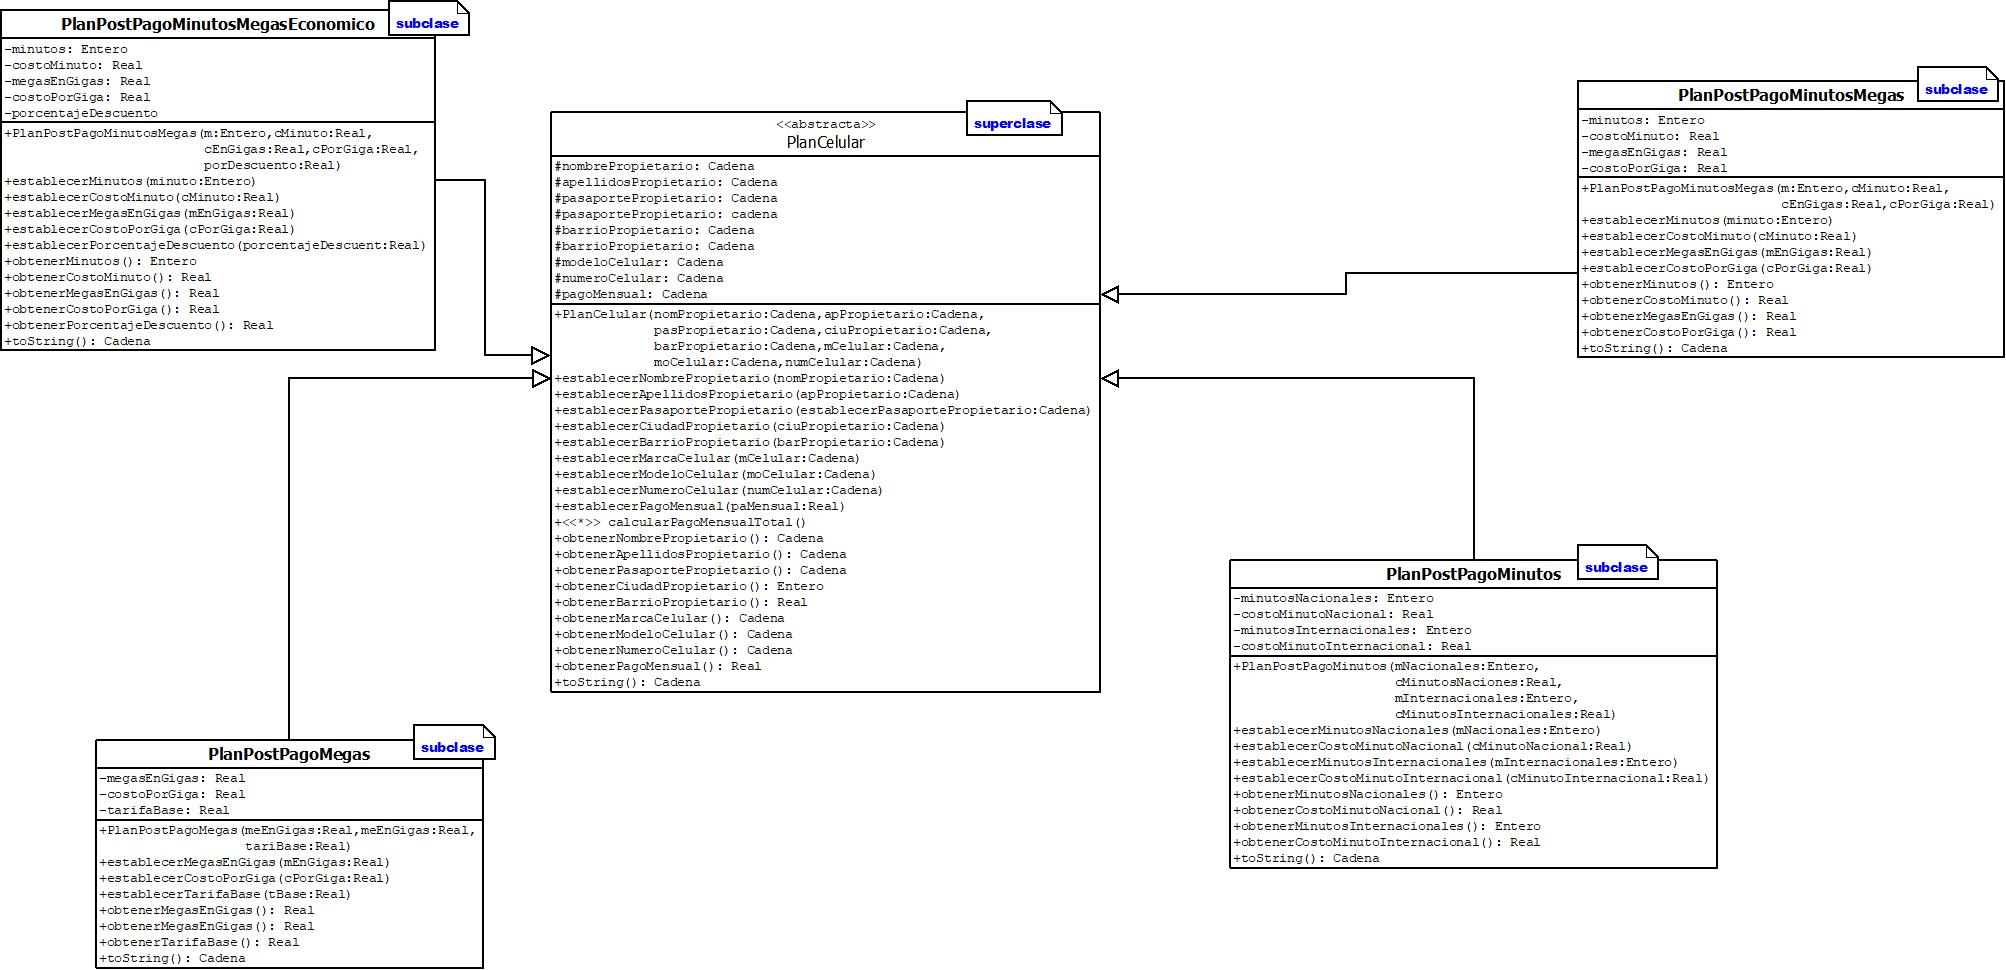 PlanPostPagoMinutosMegasEconomico
subclase
-minutos: Entero
-costoMinuto: Real
-megasEnGigas: Real
-costoPorGiga: Real
-porcentajeDescuento
+PlanPostPagoMinutosMegas(m:Entero,cMinuto:Real,
cEnGigas:Real,cPorGiga:Real,
porDescuento:Real)
+establecerMinutos(minuto:Entero)
+establecerCostoMinuto(cMinuto:Real)
+establecerMegasEnGigas(mEnGigas:Real)
+establecerCostoPorGiga(cPorGiga:Real)
+establecerPorcentajeDescuento(porcentajeDescuent:Real)
+obtenerMinutos(): Entero
+obtenerCostoMinuto(): Real
+obtenerMegasEnGigas(): Real
+obtenerCostoPorGiga(): Real
+obtenerPorcentajeDescuento(): Real
+toString(): Cadena
<<abstracta>>
PlanCelular
superclase
#nombrePropietario: Cadena
#apellidosPropietario: Cadena
#pasaportePropietario: Cadena
#pasaportePropietario: cadena
#barrioPropietario: Cadena
#barrioPropietario: Cadena
#modeloCelular: Cadena
#numeroCelular: Cadena
#pagoMensual: Cadena
+PlanCelular(nomPropietario:Cadena,apPropietario:Cadena,
pasPropietario:Cadena,ciuPropietario:Cadena,
barPropietario:Cadena,mCelular:Cadena,
moCelular:Cadena,numCelular:Cadena)
+establecerNombrePropietario(nomPropietario:Cadena)
+establecerApellidosPropietario(apPropietario:Cadena)
+establecerPasaportePropietario(establecerPasaportePropietario:Cadena)
+establecerCiudadPropietario(ciuPropietario:Cadena)
+establecerBarrioPropietario(barPropietario:Cadena)
+establecerMarcaCelular(mCelular:Cadena)
+establecerModeloCelular(moCelular:Cadena)
+establecerNumeroCelular(numCelular:Cadena)
+establecerPagoMensual(paMensual:Real)
+<<*>> calcularPagoMensualTotal()
+obtenerNombrePropietario(): Cadena
+obtenerApellidosPropietario(): Cadena
+obtenerPasaportePropietario(): Cadena
+obtenerCiudadPropietario(): Entero
+obtenerBarrioPropietario(): Real
+obtenerMarcaCelular(): Cadena
+obtenerModeloCelular(): Cadena
+obtenerNumeroCelular(): Cadena
+obtenerPagoMensual(): Real
+toString(): Cadena
PlanPostPagoMinutosMegas
subclase
-minutos: Entero
-costoMinuto: Real
-megasEnGigas: Real
-costoPorGiga: Real
+PlanPostPagoMinutosMegas(m:Entero,cMinuto:Real,
cEnGigas:Real,cPorGiga:Real)
+establecerMinutos(minuto:Entero)
+establecerCostoMinuto(cMinuto:Real)
+establecerMegasEnGigas(mEnGigas:Real)
+establecerCostoPorGiga(cPorGiga:Real)
+obtenerMinutos(): Entero
+obtenerCostoMinuto(): Real
+obtenerMegasEnGigas(): Real
+obtenerCostoPorGiga(): Real
+toString(): Cadena
PlanPostPagoMegas
subclase
-megasEnGigas: Real
-costoPorGiga: Real
-tarifaBase: Real
+PlanPostPagoMegas(meEnGigas:Real,meEnGigas:Real,
tariBase:Real)
+establecerMegasEnGigas(mEnGigas:Real)
+establecerCostoPorGiga(cPorGiga:Real)
+establecerTarifaBase(tBase:Real)
+obtenerMegasEnGigas(): Real
+obtenerMegasEnGigas(): Real
+obtenerTarifaBase(): Real
+toString(): Cadena
PlanPostPagoMinutos
subclase
-minutosNacionales: Entero
-costoMinutoNacional: Real
-minutosInternacionales: Entero
-costoMinutoInternacional: Real
+PlanPostPagoMinutos(mNacionales:Entero,
cMinutosNaciones:Real,
mInternacionales:Entero,
cMinutosInternacionales:Real)
+establecerMinutosNacionales(mNacionales:Entero)
+establecerCostoMinutoNacional(cMinutoNacional:Real)
+establecerMinutosInternacionales(mInternacionales:Entero)
+establecerCostoMinutoInternacional(cMinutoInternacional:Real)
+obtenerMinutosNacionales(): Entero
+obtenerCostoMinutoNacional(): Real
+obtenerMinutosInternacionales(): Entero
+obtenerCostoMinutoInternacional(): Real
+toString(): Cadena